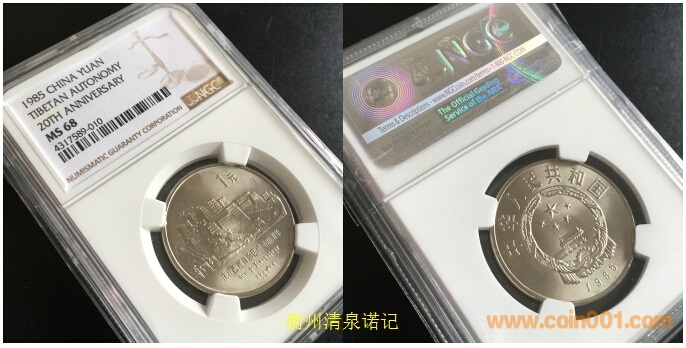 1985 CHINA YUAN
TIBETAN AUTONOMY
20TH ANNIVERSARY
MS 68
4317589-010
NUMISMATIC GUARANTY CORPORATION
NGC
1元
NGC
The Official Grading
Service of the
中华人民共和国
1985
州清泉诺记
www.coin001.com